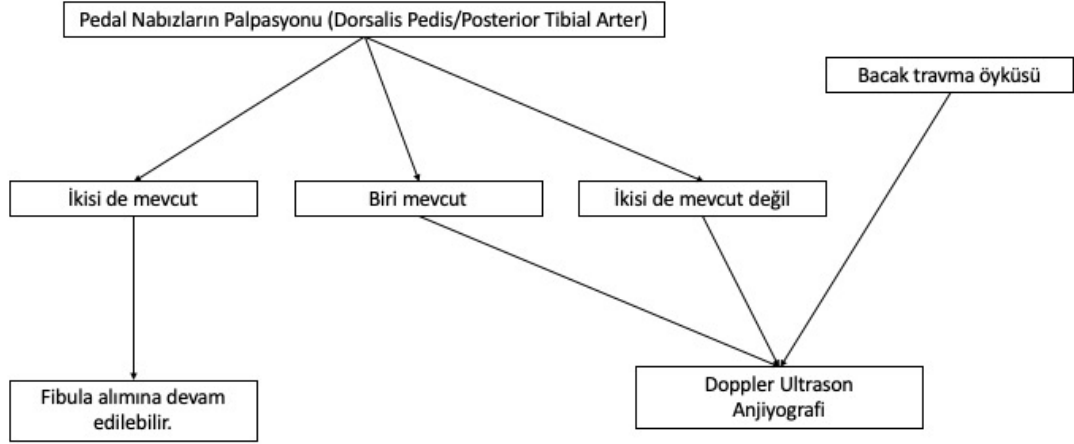 Pedal Nabızların Palpasyonu (Dorsalis Pedis/Posterior Tibial Arter)
Bacak travma öyküsü
İkisi de mevcut
Biri mevcut
İkisi de mevcut değil
Fibula alımına devam
edilebilir.
Doppler Ultrason
Anjiyografi